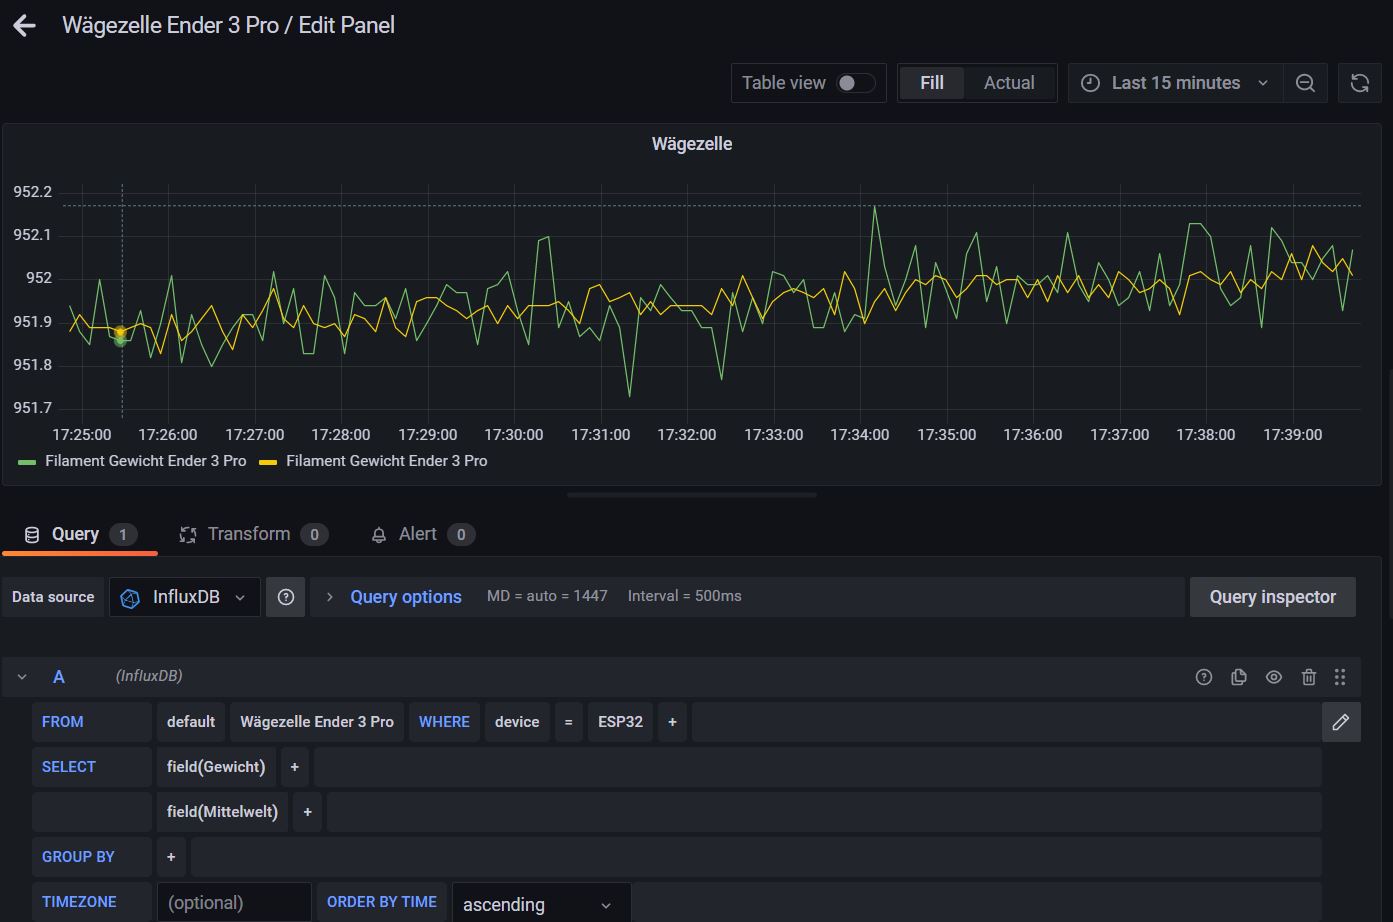 Wägezelle Ender 3 Pro / Edit Panel
Table view Fill Actual Last 15 minutes
Wägezelle
952.2
952.1
952
951.9
951.8
951.7
17:25:00 17:26:00 17:27:00 17:28:00 17:29:00 17:30:00 17:31:00 17:32:00 17:33:00 17:34:00 17:35:00 17:36:00 17:37:00 17:38:00 17:39:00
Filament Gewicht Ender 3 Pro Filament Gewicht Ender 3 Pro
Query 1 Transform 0 Alert 0
Data source InfluxDB Query options MD = auto = 1447 Interval = 500ms Query inspector
A (InfluxDB)
FROM default Wägezelle Ender 3 Pro WHERE device = ESP32 +
SELECT field(Gewicht) +
field(Mittelwelt) +
GROUP BY +
TIMEZONE (optional) ORDER BY TIME ascending